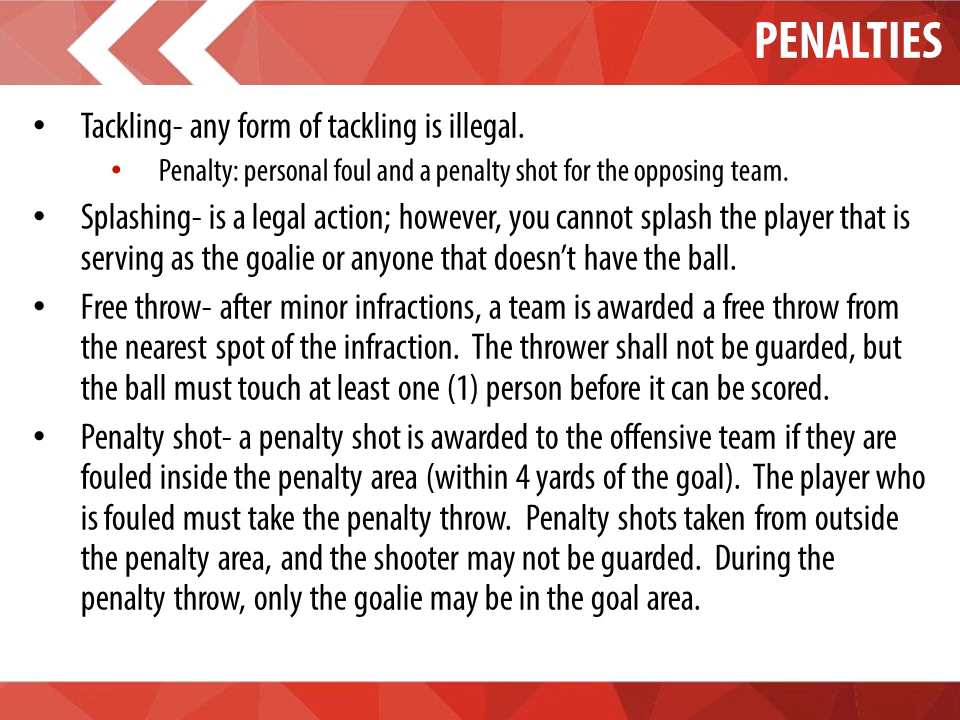 PENALTIES
• Tackling- any form of tackling is illegal.
• Penalty: personal foul and a penalty shot for the opposing team.
• Splashing- is a legal action; however, you cannot splash the player that is
serving as the goalie or anyone that doesn’t have the ball.
• Free throw- after minor infractions, a team is awarded a free throw from
the nearest spot of the infraction.  The thrower shall not be guarded, but
the ball must touch at least one (1) person before it can be scored.
• Penalty shot- a penalty shot is awarded to the offensive team if they are
fouled inside the penalty area (within 4 yards of the goal).  The player who
is fouled must take the penalty throw.  Penalty shots taken from outside
the penalty area, and the shooter may not be guarded.  During the
penalty throw, only the goalie may be in the goal area.